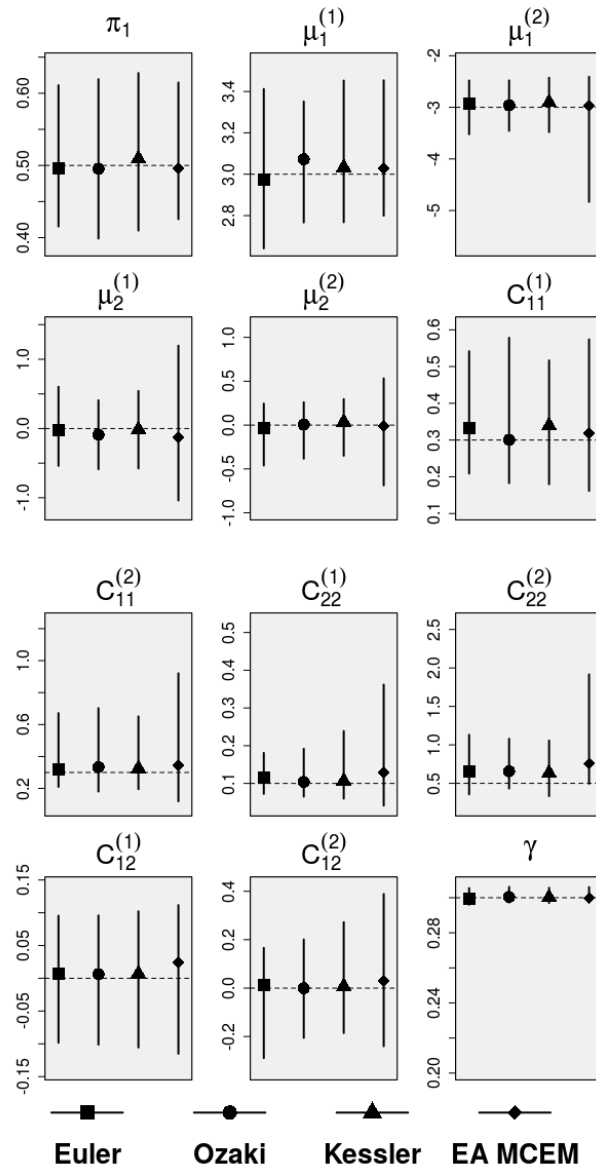 π₁ μ₁⁽¹⁾ μ₁⁽²⁾
0.40 0.50 0.60
2.8 3.0 3.2 3.4
-5 -4 -3 -2
μ₂⁽¹⁾ μ₂⁽²⁾ C₁₁⁽¹⁾
-1.0 0.0 1.0
-1.0 -0.5 0.0 0.5 1.0
0.1 0.2 0.3 0.4 0.5 0.6
C₁₁⁽²⁾ C₂₂⁽¹⁾ C₂₂⁽²⁾
0.2 0.6 1.0
0.1 0.2 0.3 0.4 0.5
0.5 1.0 1.5 2.0 2.5
C₁₂⁽¹⁾ C₁₂⁽²⁾ γ
-0.15 -0.05 0.05 0.15
-0.2 0.0 0.2 0.4
0.20 0.24 0.28
Euler Ozaki Kessler EA MCEM